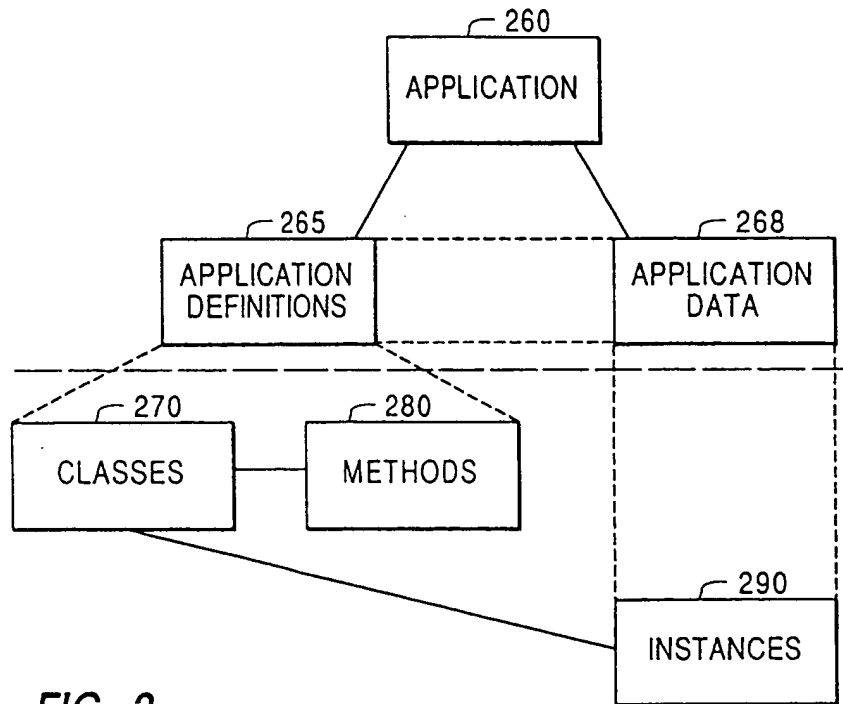 260
APPLICATION
265
268
APPLICATION
DEFINITIONS
APPLICATION
DATA
270
280
CLASSES
METHODS
290
INSTANCES